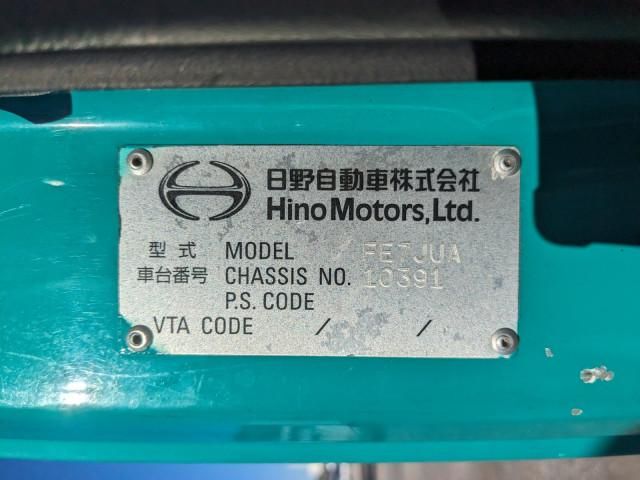 日野自動車株式会社
Hino Motors, Ltd.
型式 MODEL FE7JUA
車台番号 CHASSIS NO. 10391
P.S. CODE
VTA CODE / /